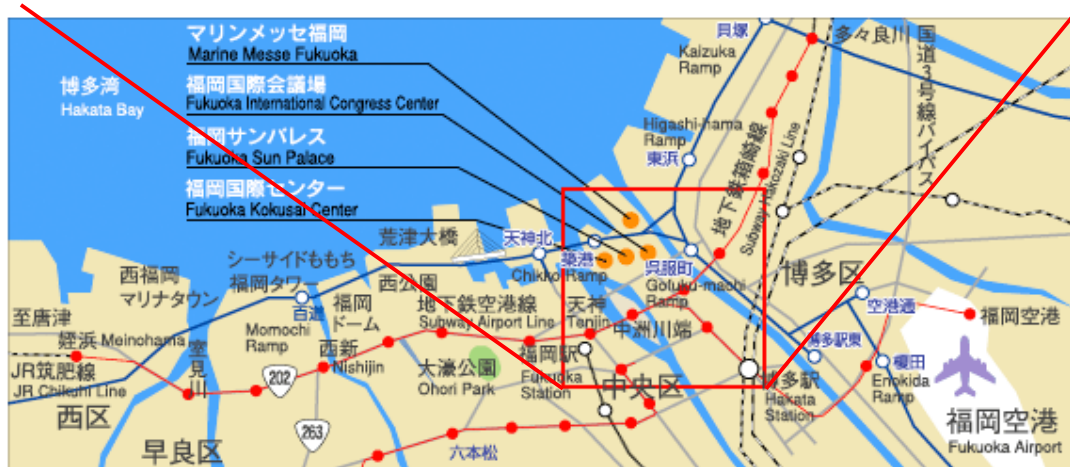 マリンメッセ福岡
Marine Messe Fukuoka
福岡国際会議場
Fukuoka International Congress Center
福岡サンパレス
Fukuoka Sun Palace
福岡国際センター
Fukuoka Kokusai Center
博多湾
Hakata Bay
貝塚
Kaizuka
Ramp
多々良川
国道3号線バイパス
Higashi-hama
Ramp
東浜
地下鉄箱崎線
Subway Hakozaki Line
荒津大橋
天神北
築港
Chikko Ramp
呉服町
Gofuku-machi
Ramp
博多区
空港通
福岡空港
シーサイドももち
福岡タワー
西公園
西福岡
マリナタウン
百道
Momochi
Ramp
福岡
ドーム
地下鉄空港線
Subway Airport Line
天神
Tenjin
中洲川端
至唐津
姪浜 Meinohama
室見川
西新
Nishijin
大濠公園
Ohori Park
福岡駅
Fukuoka
Station
中央区
博多駅東
博多駅
Hakata
Station
榎田
Enokida
Ramp
JR筑肥線
JR Chikuhi Line
202
263
西区
早良区
六本松
福岡空港
Fukuoka Airport